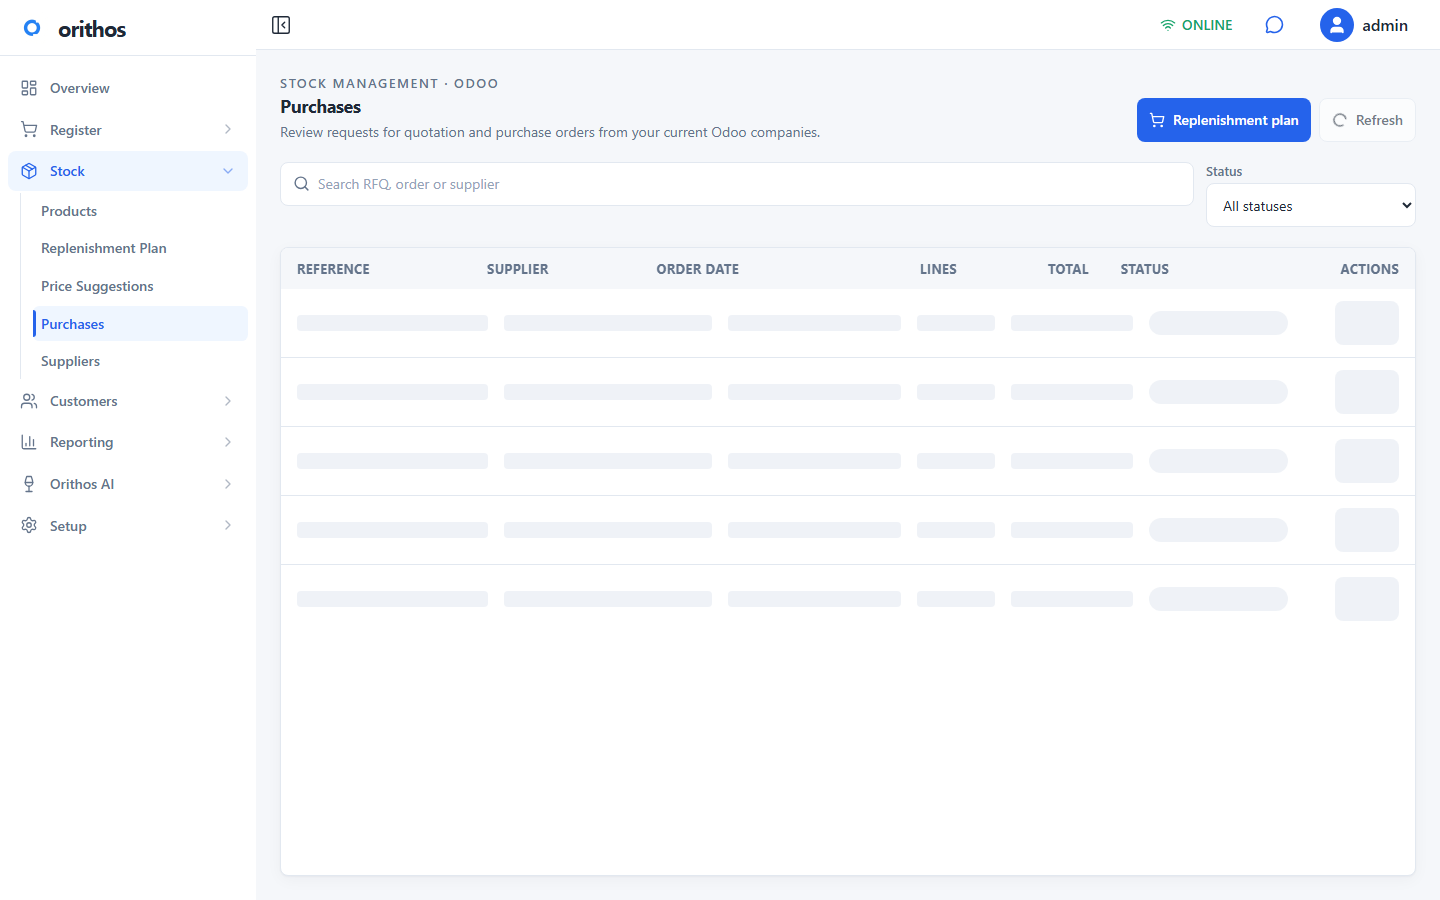 orithos
ONLINE
admin
Overview
Register
Stock
Products
Replenishment Plan
Price Suggestions
Purchases
Suppliers
Customers
Reporting
Orithos AI
Setup
STOCK MANAGEMENT · ODOO
Purchases
Review requests for quotation and purchase orders from your current Odoo companies.
Replenishment plan
Refresh
Search RFQ, order or supplier
Status
All statuses
REFERENCE SUPPLIER ORDER DATE LINES TOTAL STATUS ACTIONS